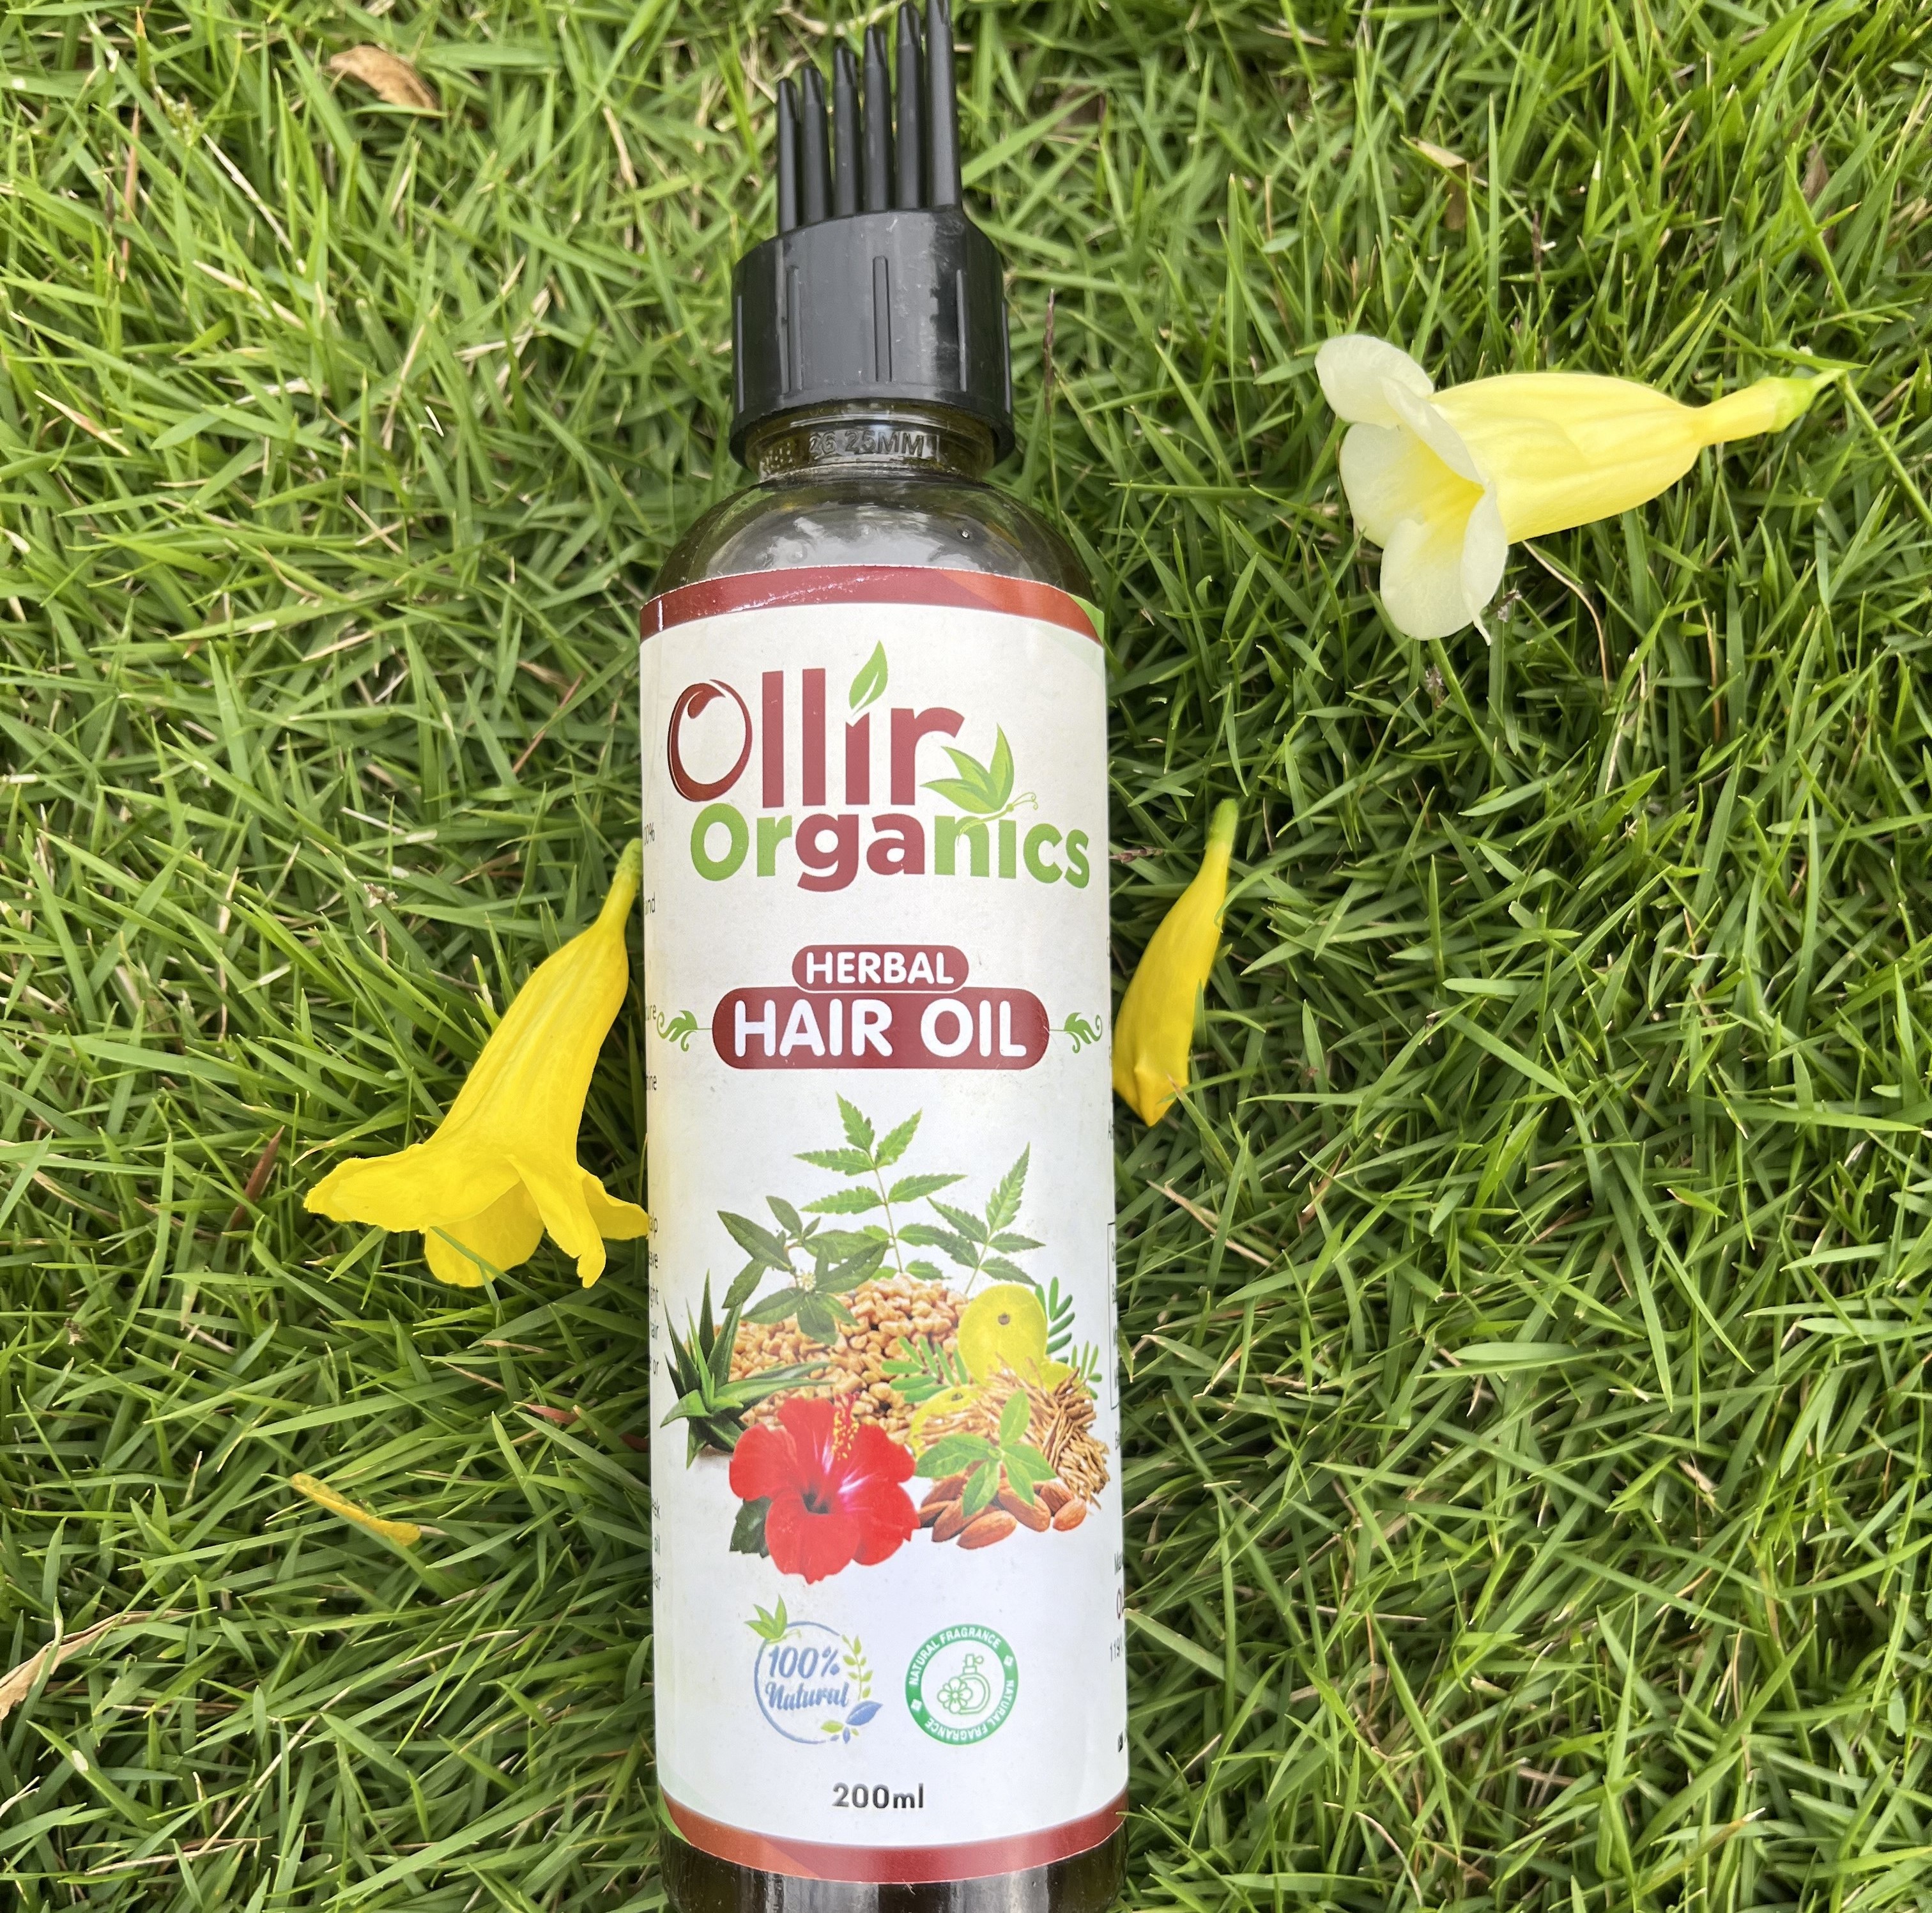 26 25MM
Ollir
Organics
HERBAL
HAIR OIL
100%
Natural
NATURAL FRAGRANCE
NATURAL FRAGRANCE
200ml